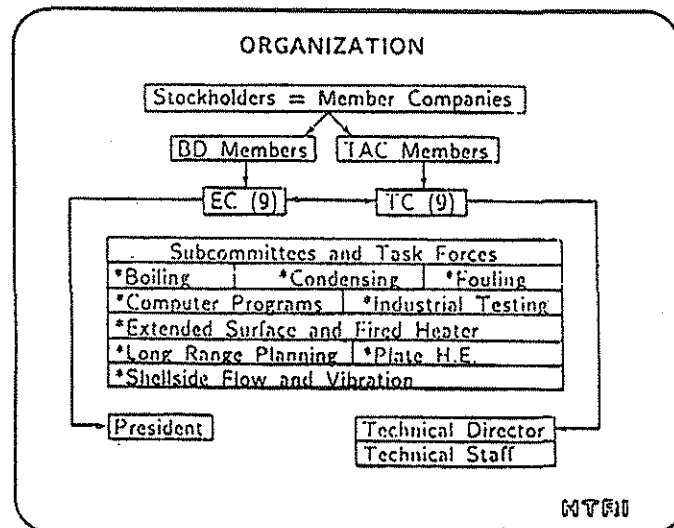 ORGANIZATION
Stockholders = Member Companies
BD Members TAC Members
EC (9) TC (9)
Subcommittees and Task Forces
*Boiling *Condensing *Fouling
*Computer Programs *Industrial Testing
*Extended Surface and Fired Heater
*Long Range Planning *Plate H.E.
*Shellside Flow and Vibration
President Technical Director
Technical Staff
HTRI